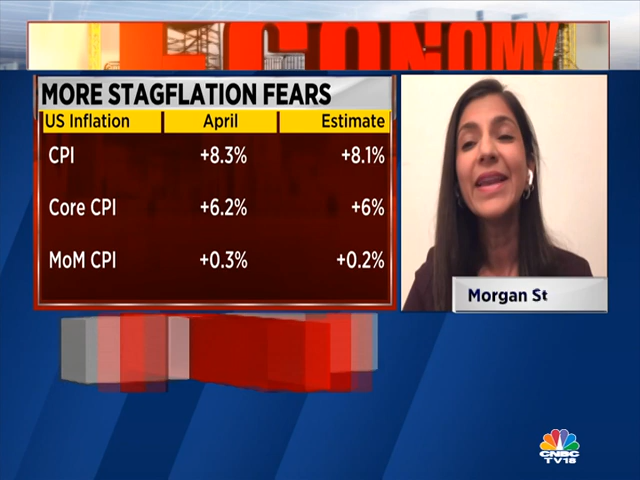 ECONOMY
MORE STAGFLATION FEARS
US Inflation April Estimate
CPI +8.3% +8.1%
Core CPI +6.2% +6%
MoM CPI +0.3% +0.2%
Morgan St
CNBC
TV18